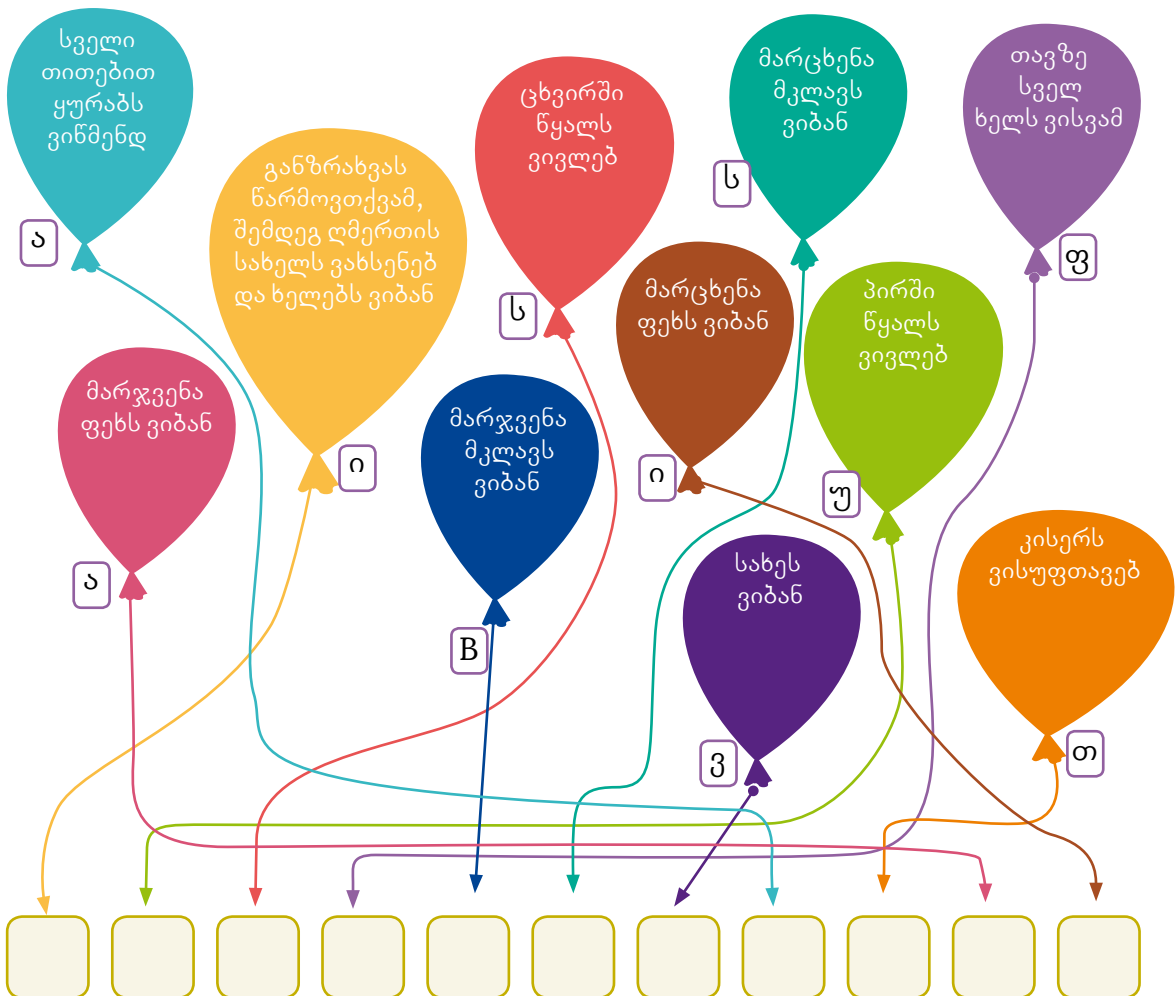 სველი
თითებით
ყურაბს
ვიწმენდ
ა
განზრახვას
წარმოვთქვამ,
შემდეგ ღმერთის
სახელს ვახსენებ
და ხელებს ვიბან
ი
ცხვირში
წყალს
ვივლებ
ს
მარცხენა
მკლავს
ვიბან
ს
თავზე
სველ
ხელს ვისვამ
ფ
მარცხენა
ფეხს ვიბან
ი
პირში
წყალს
ვივლებ
უ
მარჯვენა
ფეხს ვიბან
ა
მარჯვენა
მკლავს
ვიბან
B
სახეს
ვიბან
ვ
კისერს
ვისუფთავებ
თ